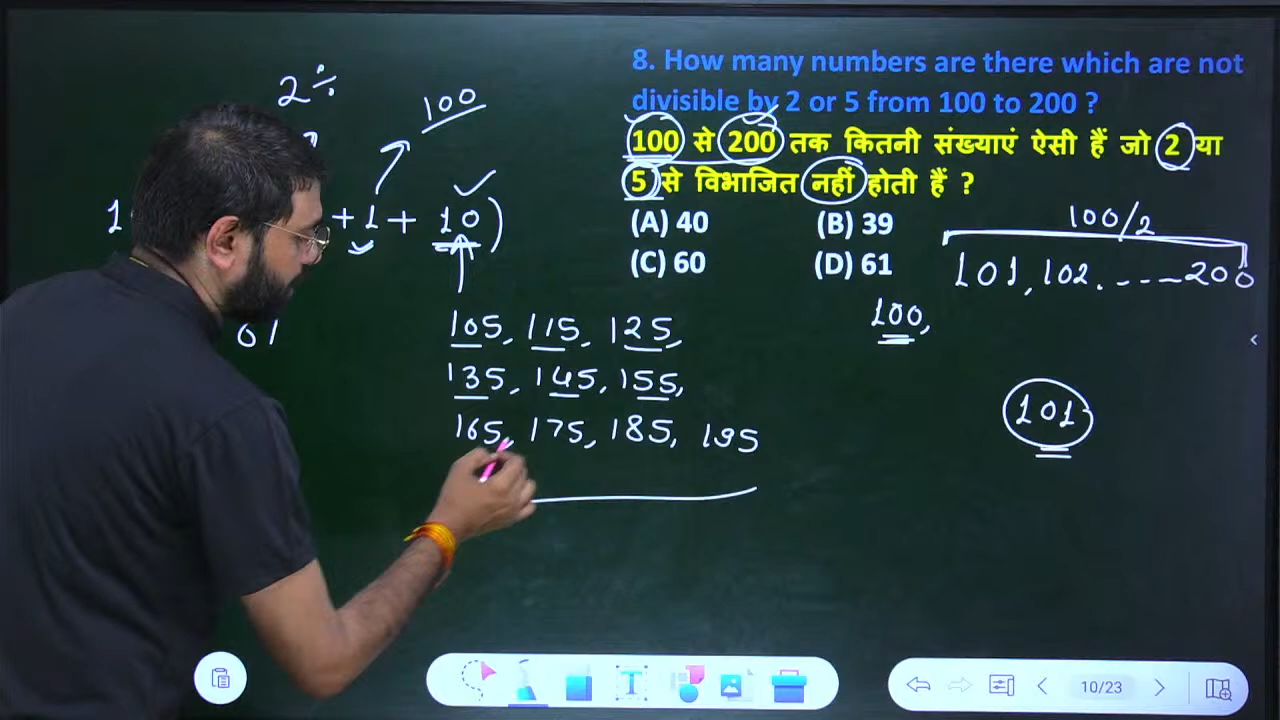 8. How many numbers are there which are not
divisible by 2 or 5 from 100 to 200 ?
100 से 200 तक कितनी संख्याएं ऐसी हैं जो 2 या
5 से विभाजित नहीं होती हैं ?
(A) 40 (B) 39
(C) 60 (D) 61
2 ÷
100
+ 1 + 10)
01
105, 115, 125,
135, 145, 155,
165, 175, 185, 195
100/2
101, 102. - - - 200
100,
101
T
10/23